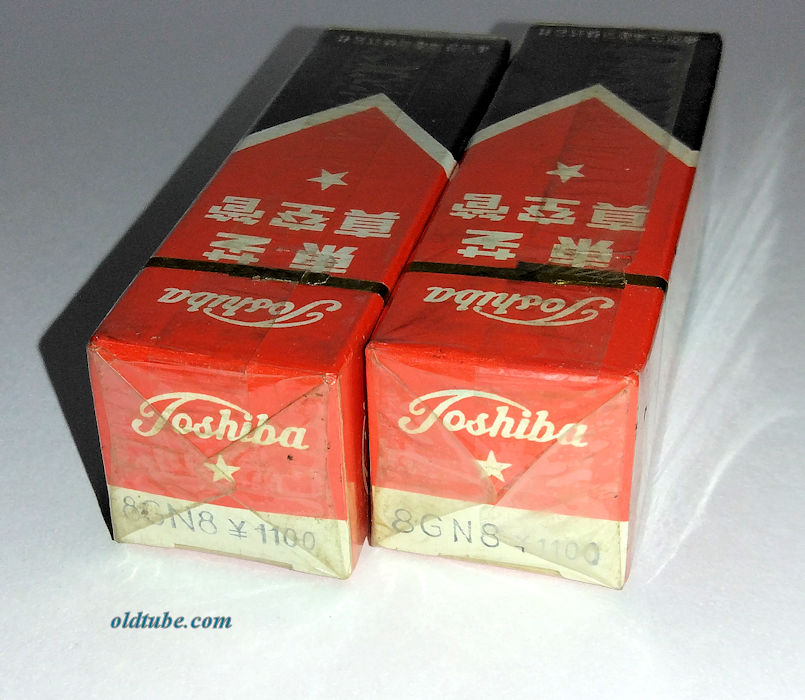 Toshiba
東芝
真空管
Toshiba
東芝
真空管
Toshiba
8GN8 ¥1100
Toshiba
8GN8 ¥1100
oldtube.com